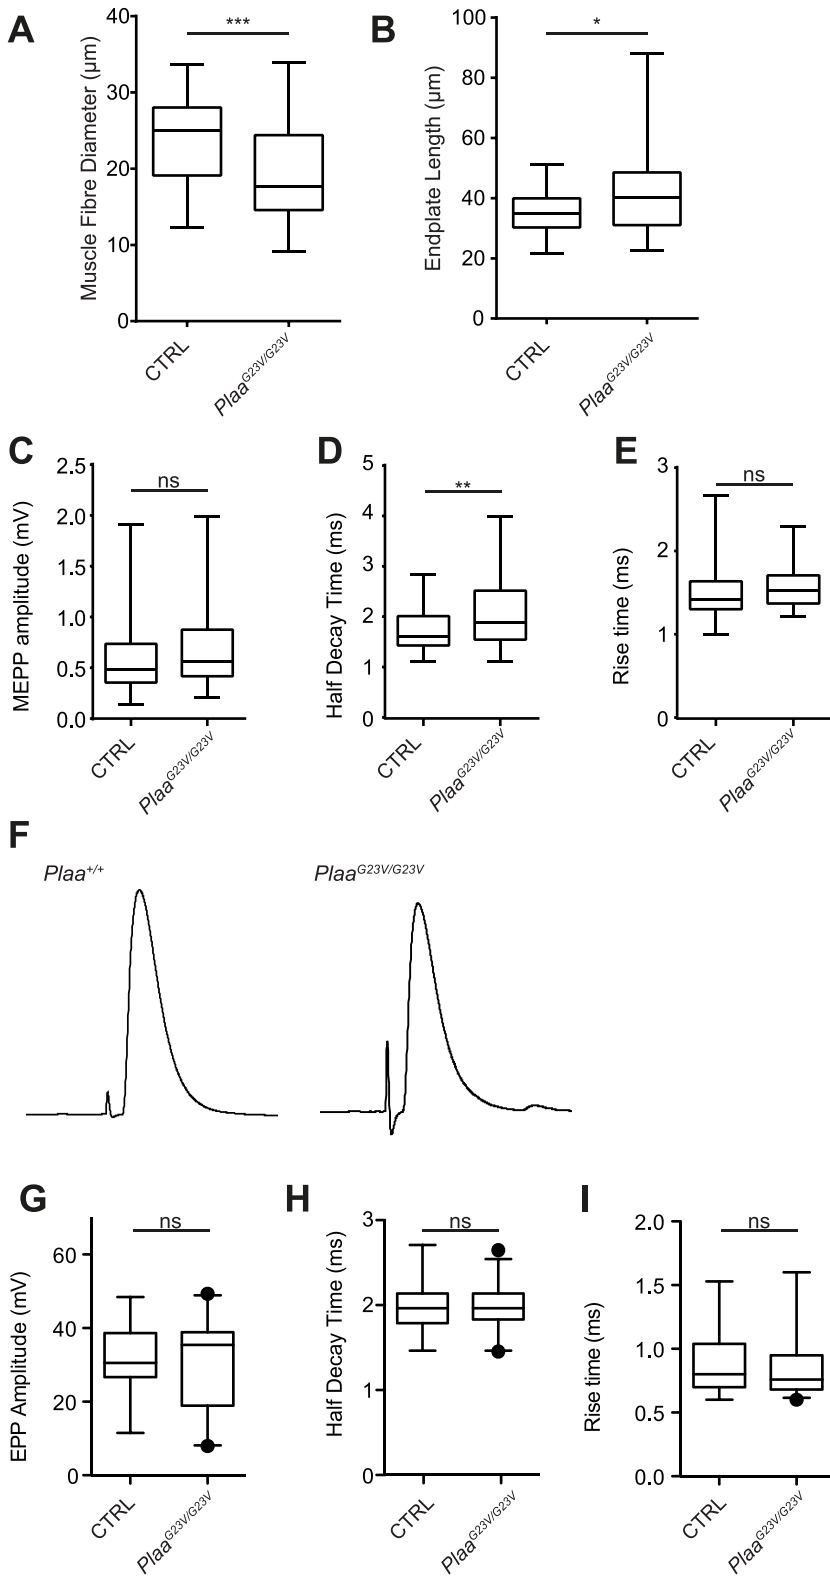 A
Muscle Fibre Diameter (µm)
40
30
20
10
0
***
CTRL
Plaa^G23V/G23V
B
Endplate Length (µm)
100
80
60
40
20
0
*
CTRL
Plaa^G23V/G23V
C
MEPP amplitude (mV)
2.5
2.0
1.5
1.0
0.5
0.0
ns
CTRL
Plaa^G23V/G23V
D
Half Decay Time (ms)
5
4
3
2
1
0
**
CTRL
Plaa^G23V/G23V
E
Rise time (ms)
3
2
1
0
ns
CTRL
Plaa^G23V/G23V
F
Plaa^+/+
Plaa^G23V/G23V
G
EPP Amplitude (mV)
60
40
20
0
ns
CTRL
Plaa^G23V/G23V
H
Half Decay Time (ms)
3
2
1
0
ns
CTRL
Plaa^G23V/G23V
I
Rise time (ms)
2.0
1.5
1.0
0.5
0.0
ns
CTRL
Plaa^G23V/G23V